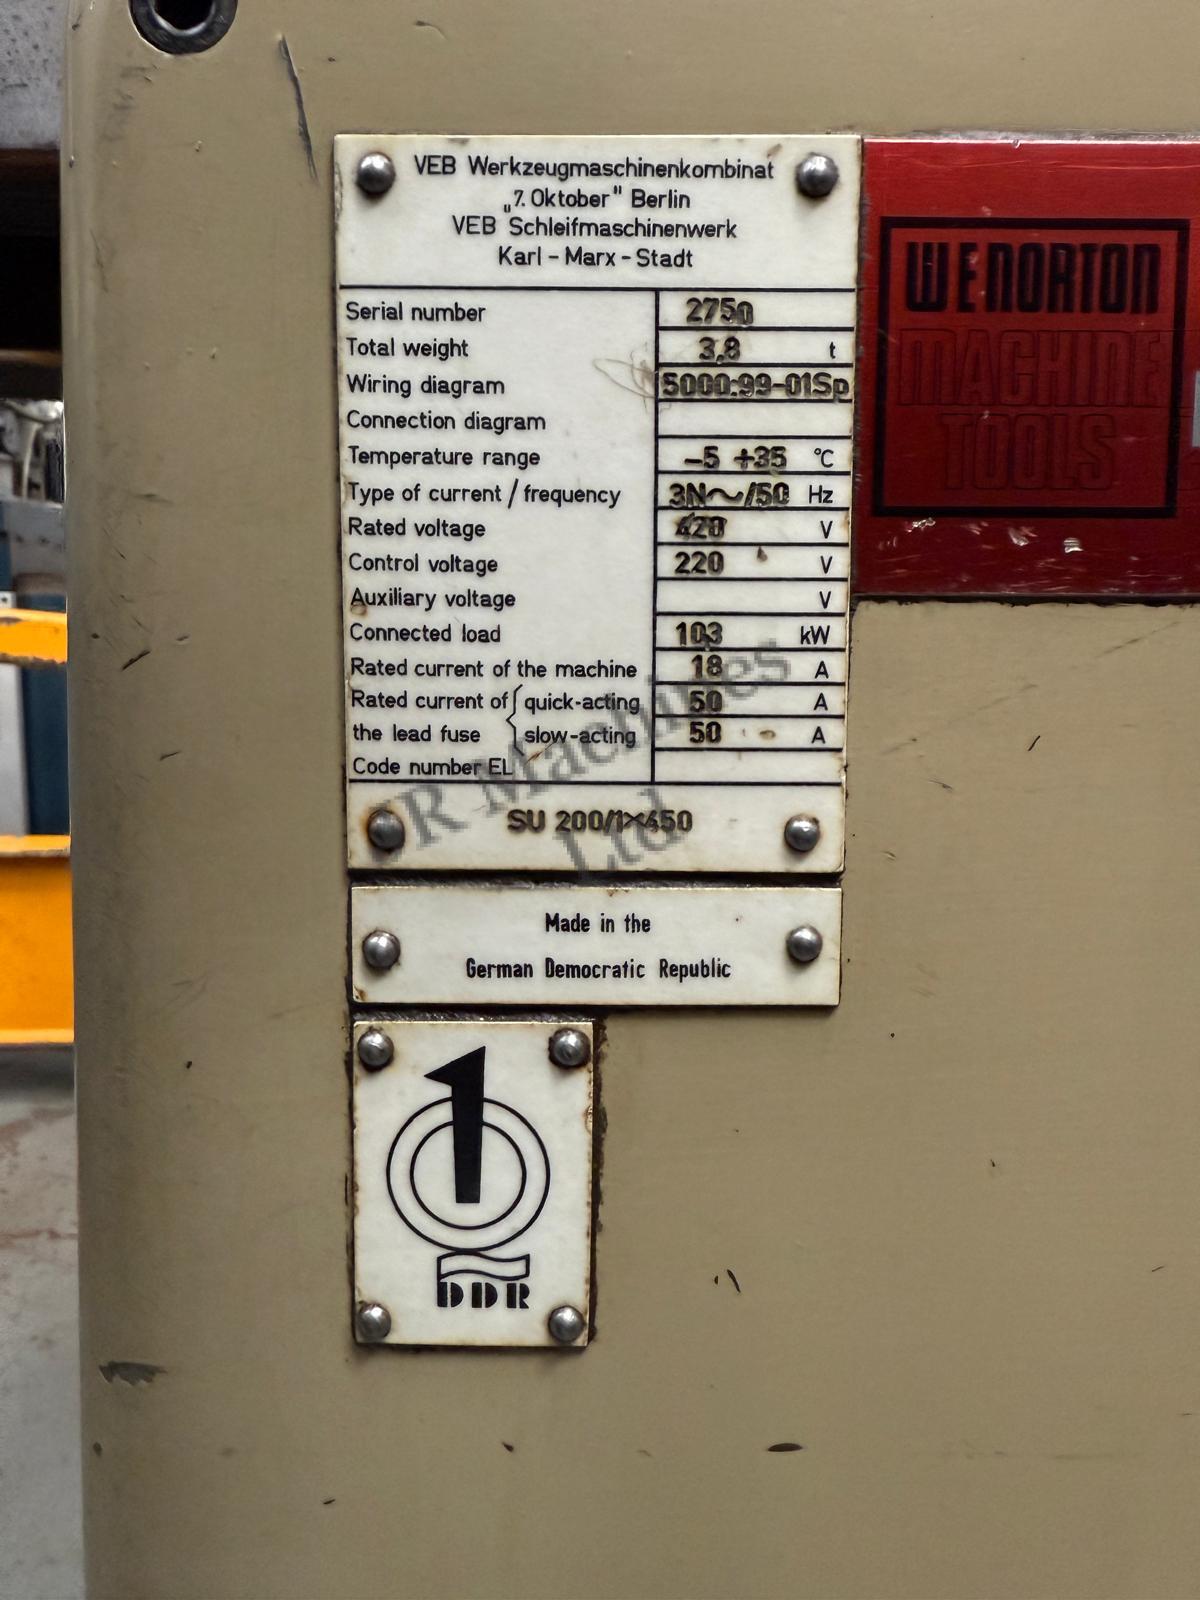 VEB Werkzeugmaschinenkombinat
„7. Oktober" Berlin
VEB Schleifmaschinenwerk
Karl-Marx-Stadt
Serial number 2750
Total weight 3,8 t
Wiring diagram 5000:99-01Sp
Connection diagram
Temperature range -5 +35 °C
Type of current / frequency 3N~/50 Hz
Rated voltage 420 V
Control voltage 220 V
Auxiliary voltage V
Connected load 103 kW
Rated current of the machine 18 A
Rated current of the lead fuse quick-acting 50 A
slow-acting 50 A
Code number EL
SU 200/1×450
Made in the
German Democratic Republic
1
DDR
WENORTON
MACHINE
TOOLS
JR Machines
Ltd